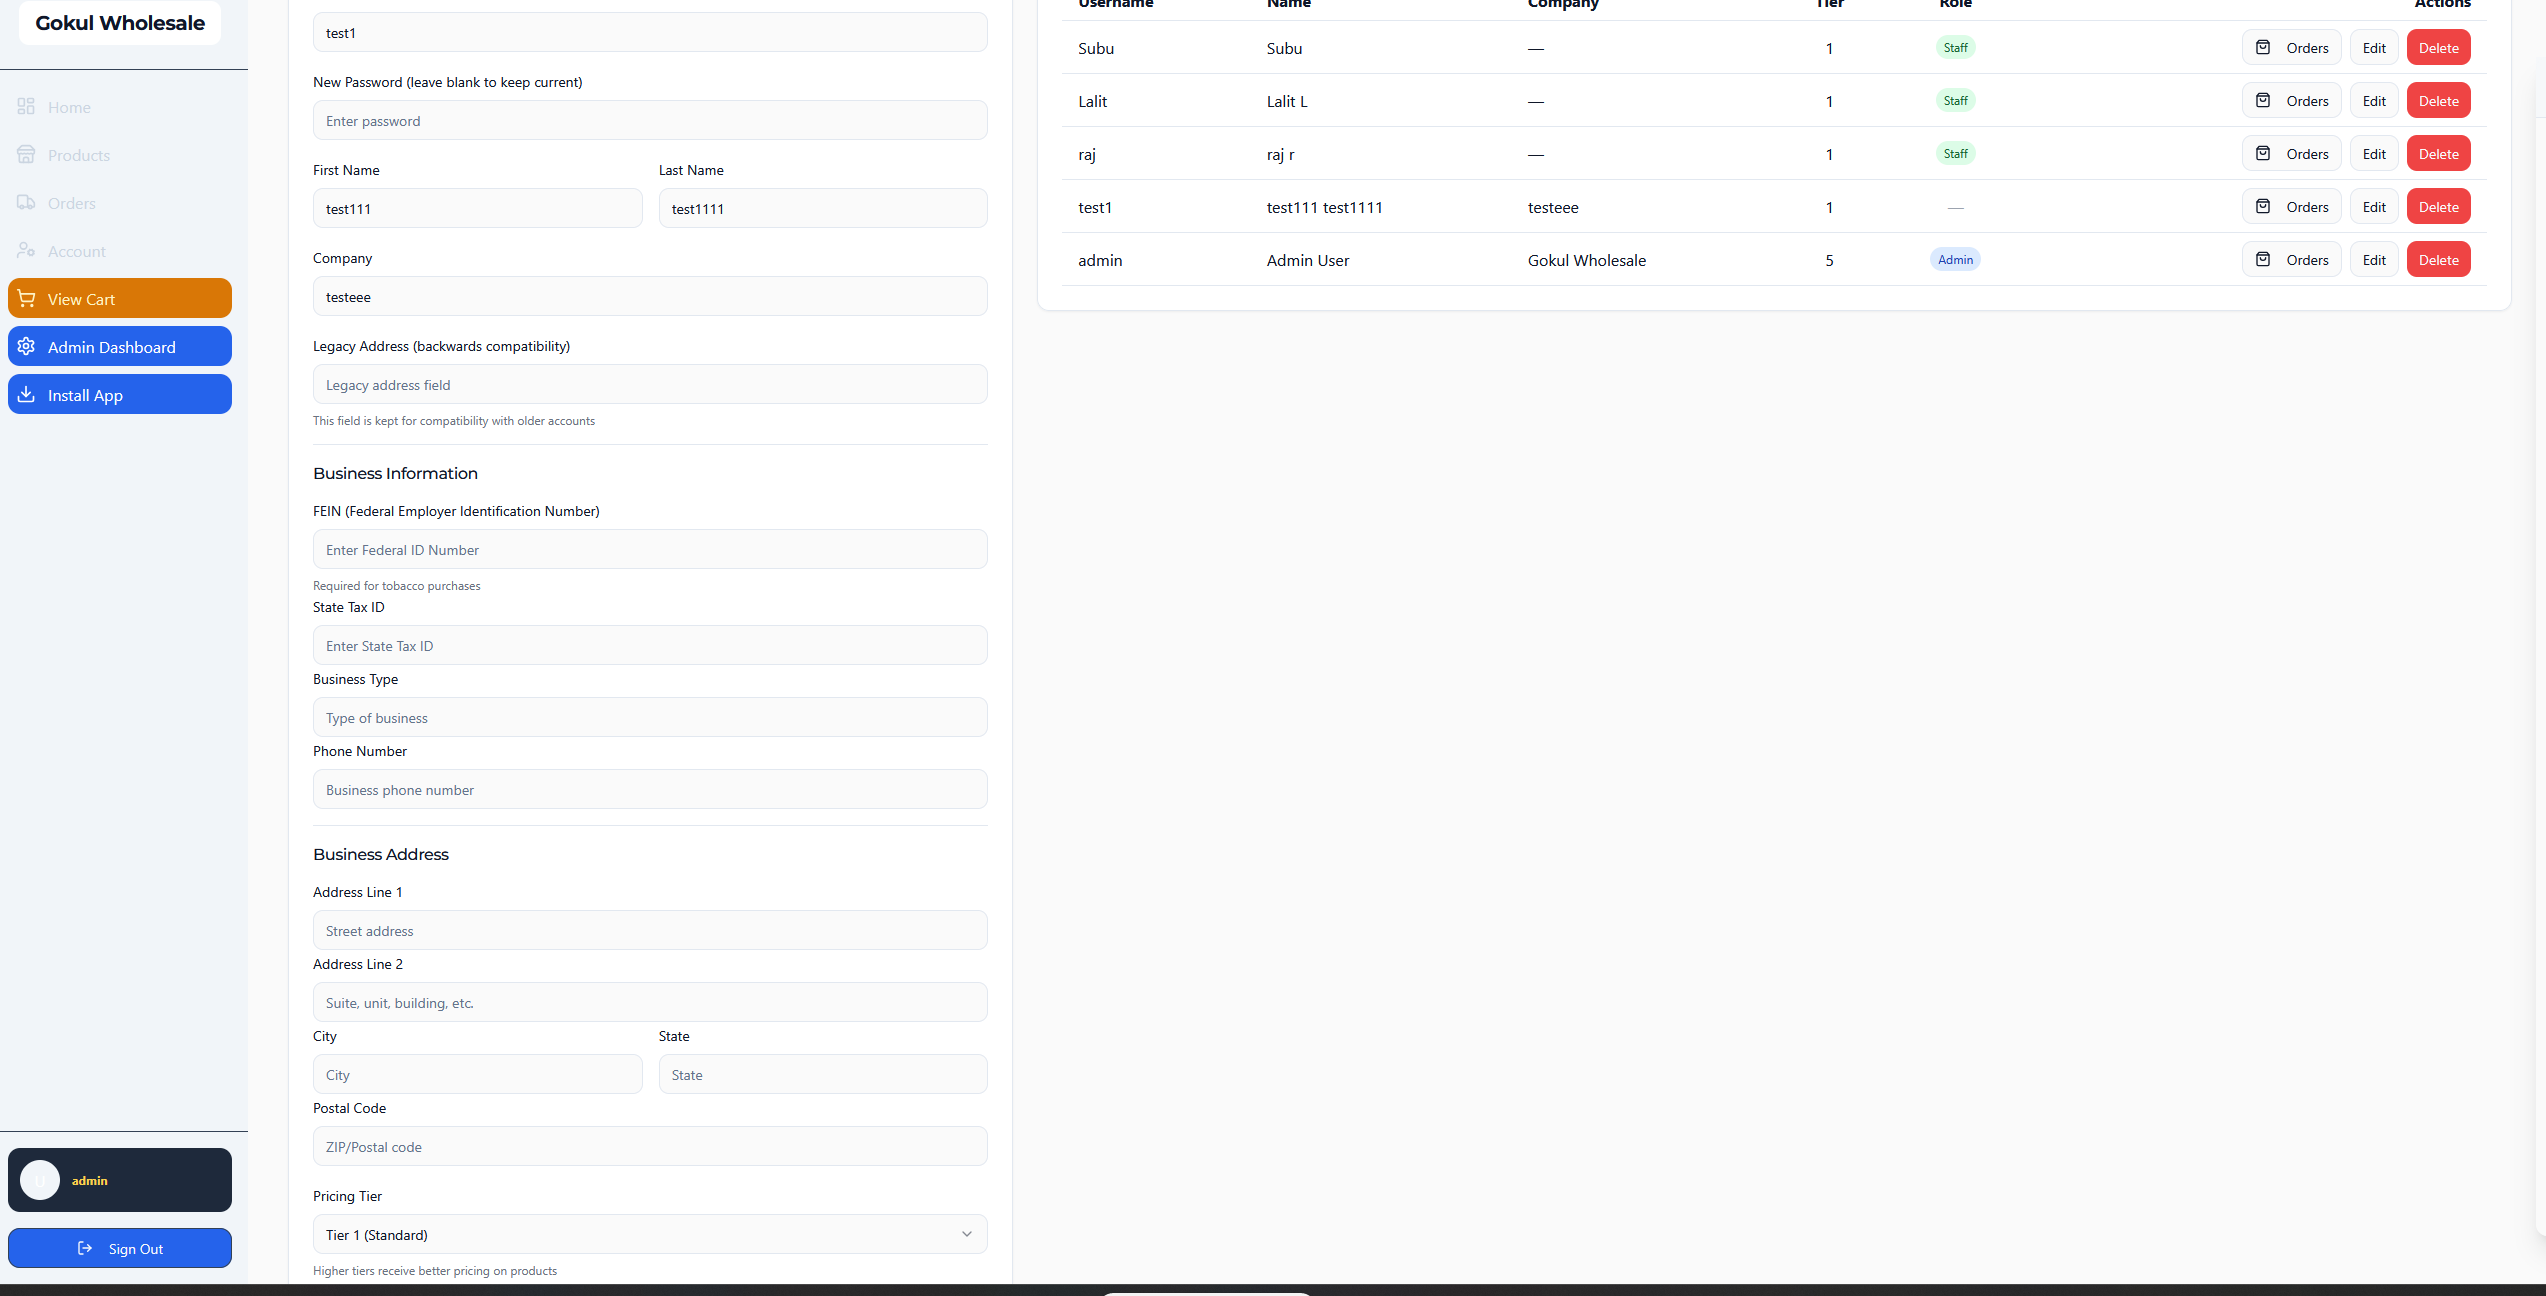 Gokul Wholesale
Home
Products
Orders
Account
View Cart
Admin Dashboard
Install App
admin
Sign Out
test1
New Password (leave blank to keep current)
Enter password
First Name Last Name
test111 test1111
Company
testeee
Legacy Address (backwards compatibility)
Legacy address field
This field is kept for compatibility with older accounts
Business Information
FEIN (Federal Employer Identification Number)
Enter Federal ID Number
Required for tobacco purchases
State Tax ID
Enter State Tax ID
Business Type
Type of business
Phone Number
Business phone number
Business Address
Address Line 1
Street address
Address Line 2
Suite, unit, building, etc.
City State
City State
Postal Code
ZIP/Postal code
Pricing Tier
Tier 1 (Standard)
Higher tiers receive better pricing on products
Username Name Company Tier Role Actions
Subu Subu — 1 Staff Orders Edit Delete
Lalit Lalit L — 1 Staff Orders Edit Delete
raj raj r — 1 Staff Orders Edit Delete
test1 test111 test1111 testeee 1 — Orders Edit Delete
admin Admin User Gokul Wholesale 5 Admin Orders Edit Delete